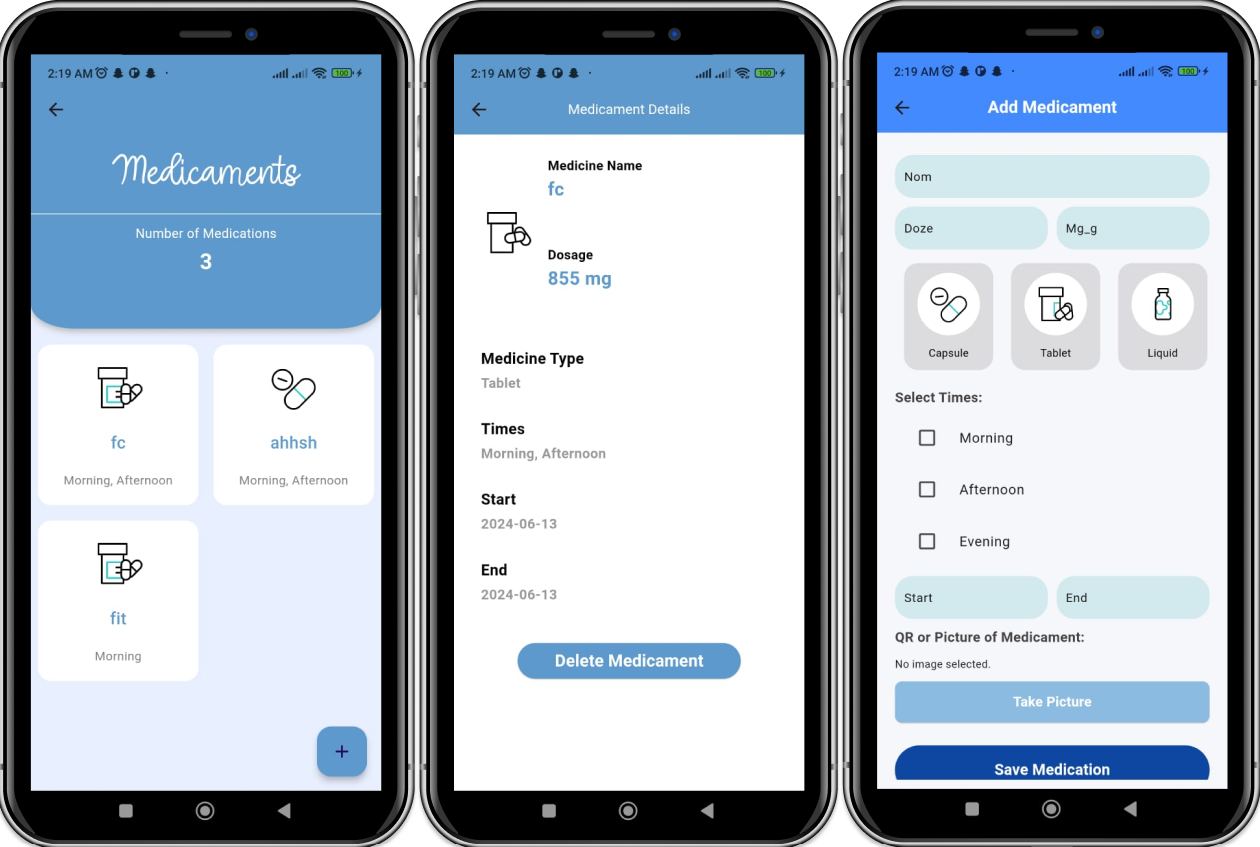 2:19 AM
100
Medicaments
Number of Medications
3
fc
Morning, Afternoon
ahhsh
Morning, Afternoon
fit
Morning
+
2:19 AM
100
Medicament Details
Medicine Name
fc
Dosage
855 mg
Medicine Type
Tablet
Times
Morning, Afternoon
Start
2024-06-13
End
2024-06-13
Delete Medicament
2:19 AM
100
Add Medicament
Nom
Doze
Mg_g
Capsule
Tablet
Liquid
Select Times:
Morning
Afternoon
Evening
Start
End
QR or Picture of Medicament:
No image selected.
Take Picture
Save Medication